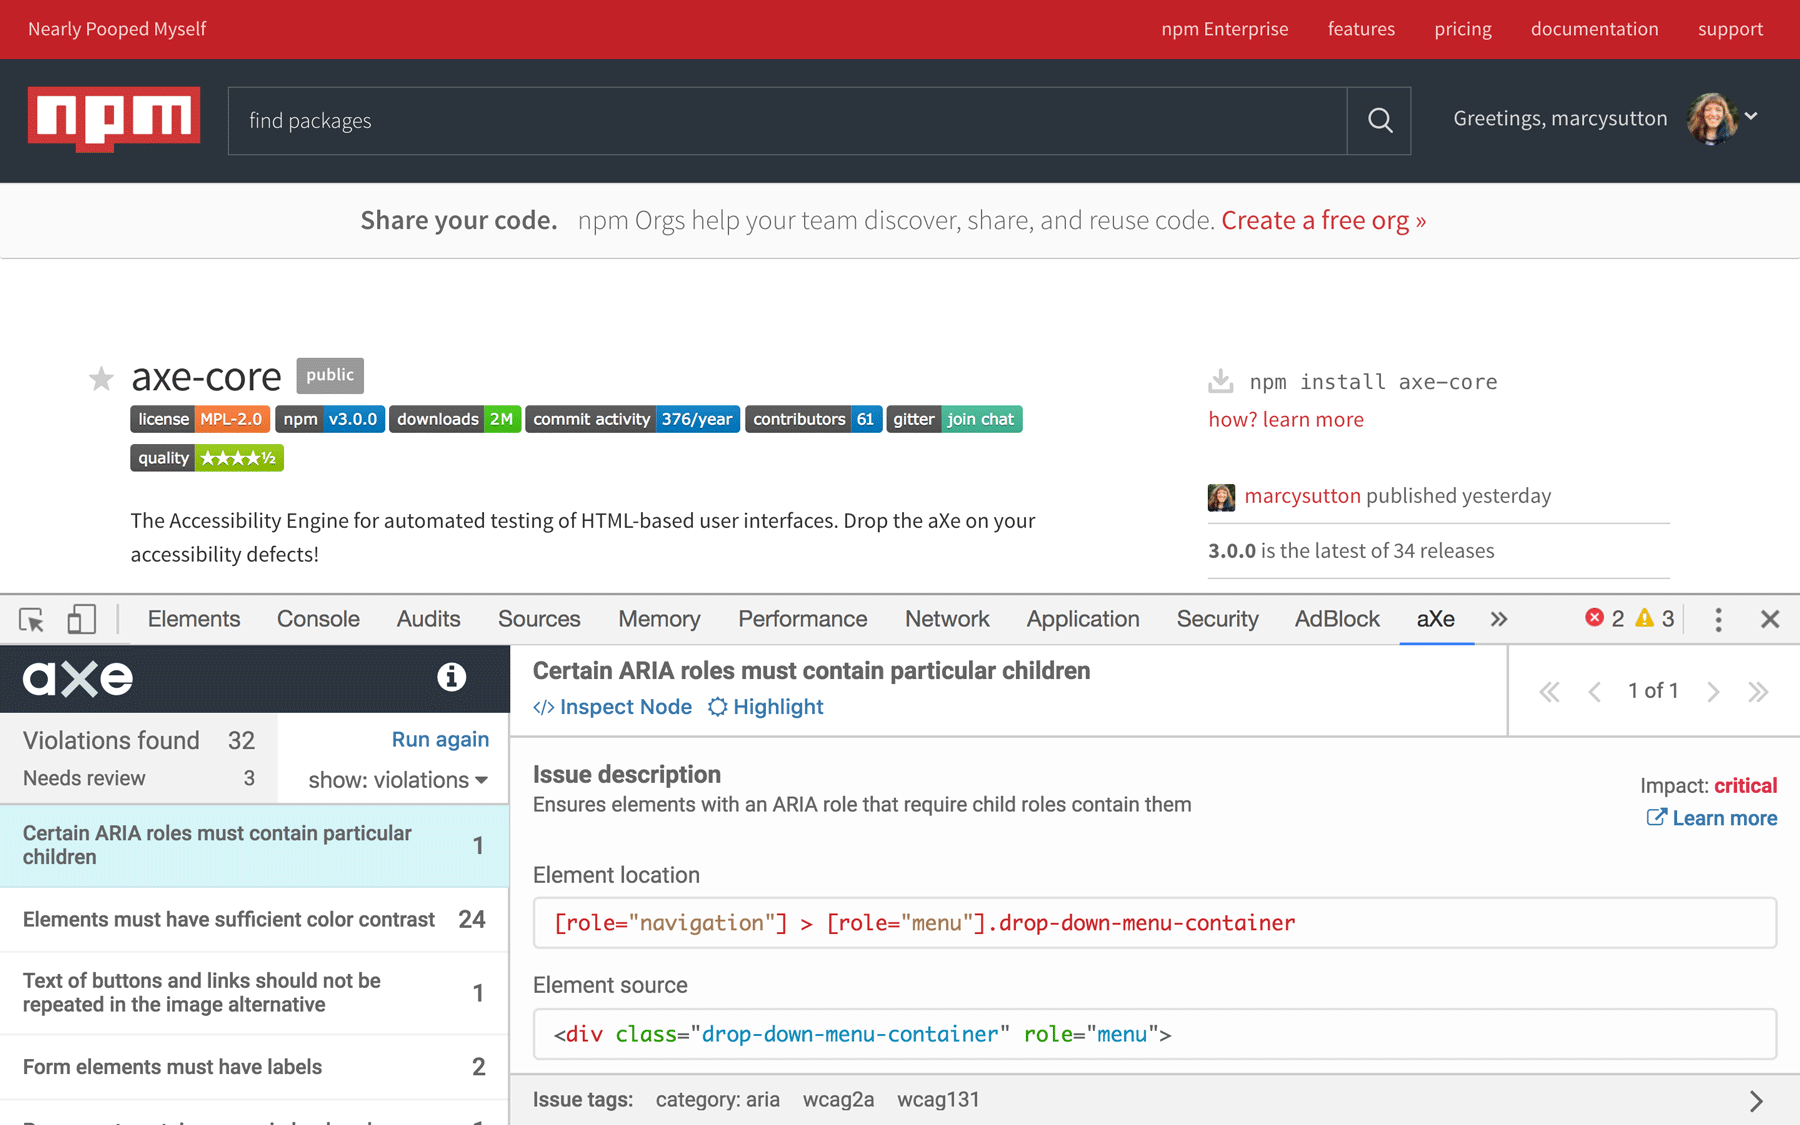 Nearly Pooped Myself
npm Enterprise
features
pricing
documentation
support
npm
find packages
Greetings, marcysutton
Share your code. npm Orgs help your team discover, share, and reuse code. Create a free org »
axe-core public
license MPL-2.0 npm v3.0.0 downloads 2M commit activity 376/year contributors 61 gitter join chat
quality ★★★★½
The Accessibility Engine for automated testing of HTML-based user interfaces. Drop the aXe on your
accessibility defects!
npm install axe-core
how? learn more
marcysutton published yesterday
3.0.0 is the latest of 34 releases
Elements Console Audits Sources Memory Performance Network Application Security AdBlock aXe » 2 3
axe
Violations found 32
Needs review 3
Run again
show: violations
Certain ARIA roles must contain particular
children
1
Elements must have sufficient color contrast 24
Text of buttons and links should not be
repeated in the image alternative
1
Form elements must have labels 2
Certain ARIA roles must contain particular children
</> Inspect Node Highlight
1 of 1
Issue description
Ensures elements with an ARIA role that require child roles contain them
Impact: critical
Learn more
Element location
[role="navigation"] > [role="menu"].drop-down-menu-container
Element source
<div class="drop-down-menu-container" role="menu">
Issue tags: category: aria wcag2a wcag131